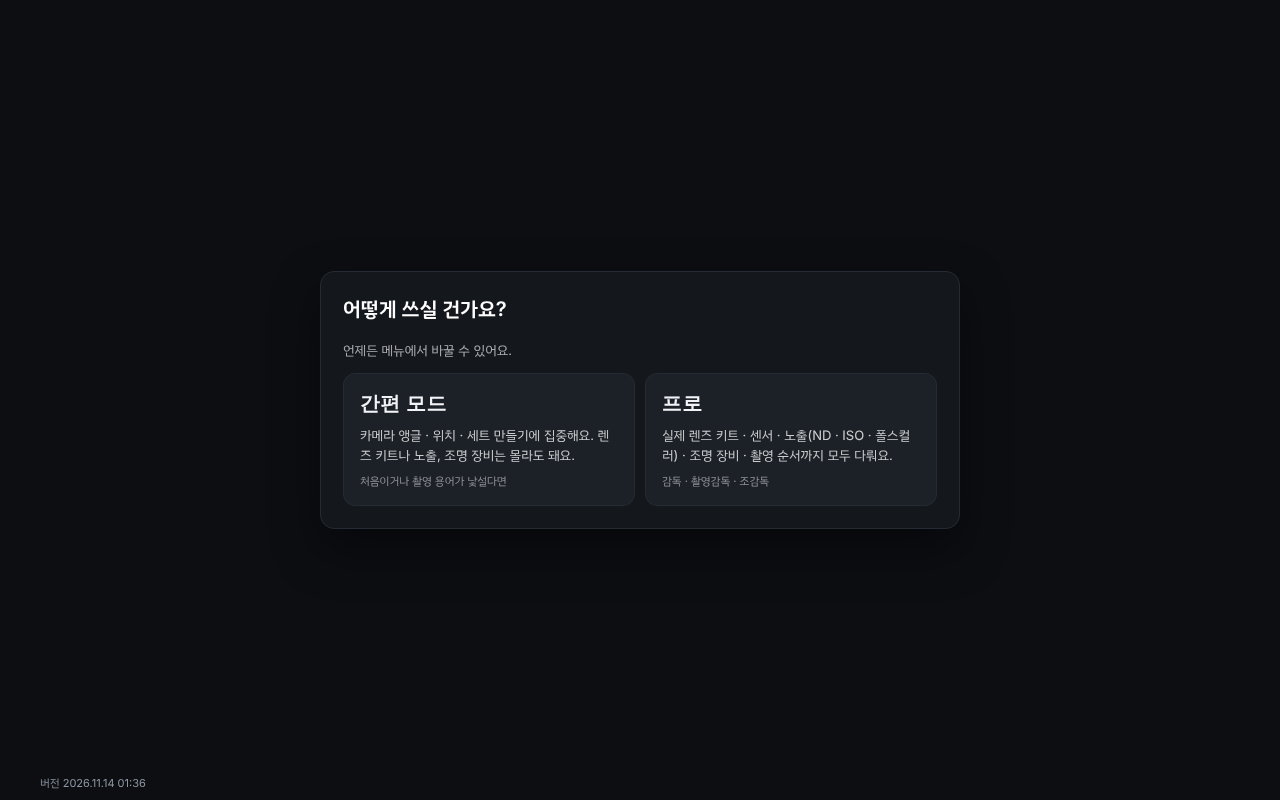 어떻게 쓰실 건가요?
언제든 메뉴에서 바꿀 수 있어요.
간편 모드
카메라 앵글 · 위치 · 세트 만들기에 집중해요. 렌
즈 키트나 노출, 조명 장비는 몰라도 돼요.
처음이거나 촬영 용어가 낯설다면
프로
실제 렌즈 키트 · 센서 · 노출(ND · ISO · 폴스컬
러) · 조명 장비 · 촬영 순서까지 모두 다뤄요.
감독 · 촬영감독 · 조감독
버전 2026.11.14 01:36